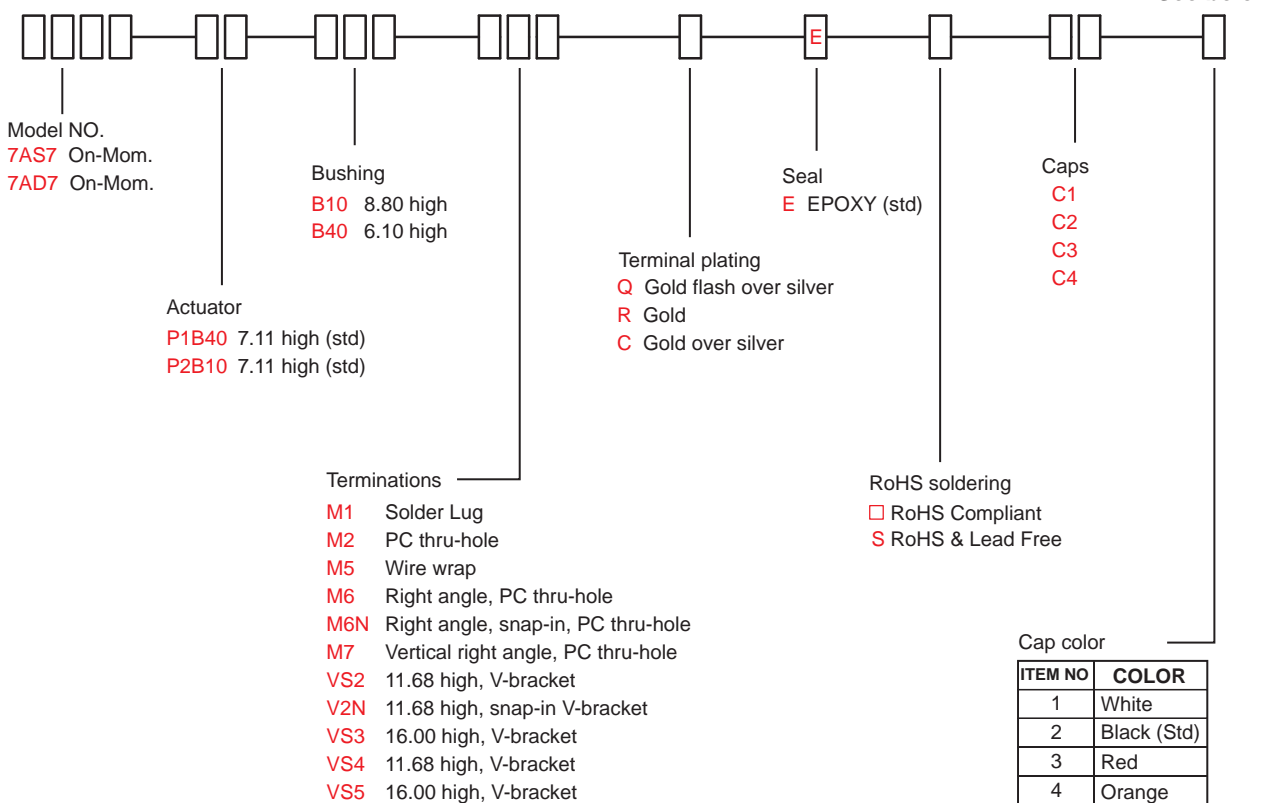 E
Model NO.
7AS7 On-Mom.
7AD7 On-Mom.
Actuator
P1B40 7.11 high (std)
P2B10 7.11 high (std)
Bushing
B10 8.80 high
B40 6.10 high
Terminations
M1 Solder Lug
M2 PC thru-hole
M5 Wire wrap
M6 Right angle, PC thru-hole
M6N Right angle, snap-in, PC thru-hole
M7 Vertical right angle, PC thru-hole
VS2 11.68 high, V-bracket
V2N 11.68 high, snap-in V-bracket
VS3 16.00 high, V-bracket
VS4 11.68 high, V-bracket
VS5 16.00 high, V-bracket
Terminal plating
Q Gold flash over silver
R Gold
C Gold over silver
Seal
E EPOXY (std)
RoHS soldering
□ RoHS Compliant
S RoHS & Lead Free
Caps
C1
C2
C3
C4
Cap color
ITEM NO COLOR
1 White
2 Black (Std)
3 Red
4 Orange